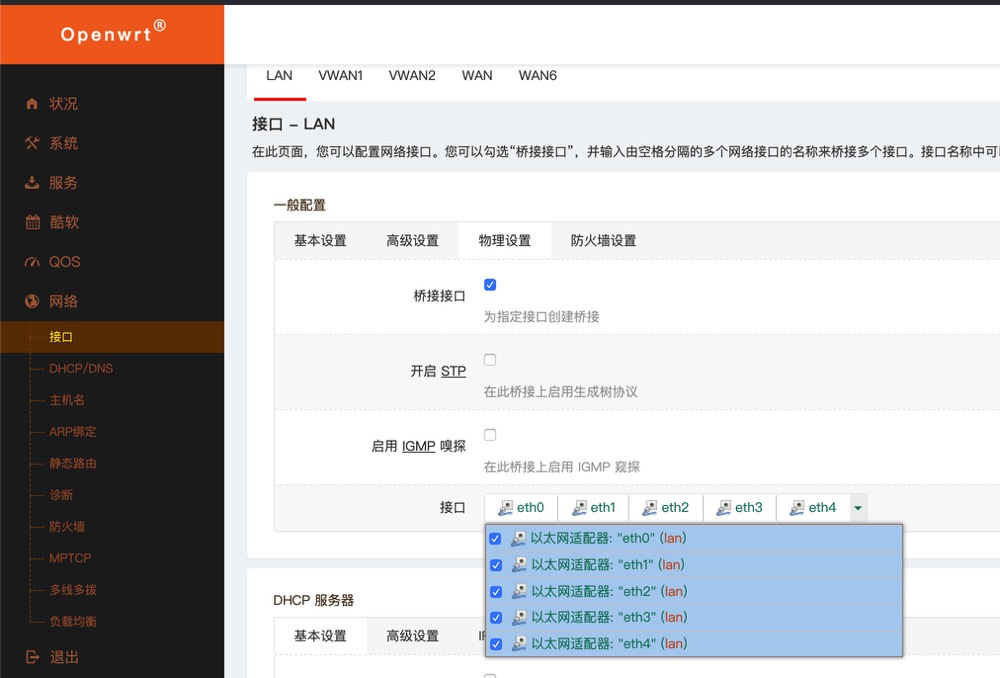 Openwrt®
LAN VWAN1 VWAN2 WAN WAN6
状况
系统
服务
酷软
QOS
网络
接口
DHCP/DNS
主机名
ARP绑定
静态路由
诊断
防火墙
MPTCP
多线多拨
负载均衡
退出
接口 – LAN
在此页面，您可以配置网络接口。您可以勾选“桥接接口”，并输入由空格分隔的多个网络接口的名称来桥接多个接口。接口名称中可
一般配置
基本设置 高级设置 物理设置 防火墙设置
桥接接口
为指定接口创建桥接
开启 STP
在此桥接上启用生成树协议
启用 IGMP 嗅探
在此桥接上启用 IGMP 窥探
接口 eth0 eth1 eth2 eth3 eth4
以太网适配器: "eth0" (lan)
以太网适配器: "eth1" (lan)
以太网适配器: "eth2" (lan)
以太网适配器: "eth3" (lan)
以太网适配器: "eth4" (lan)
DHCP 服务器
基本设置 高级设置